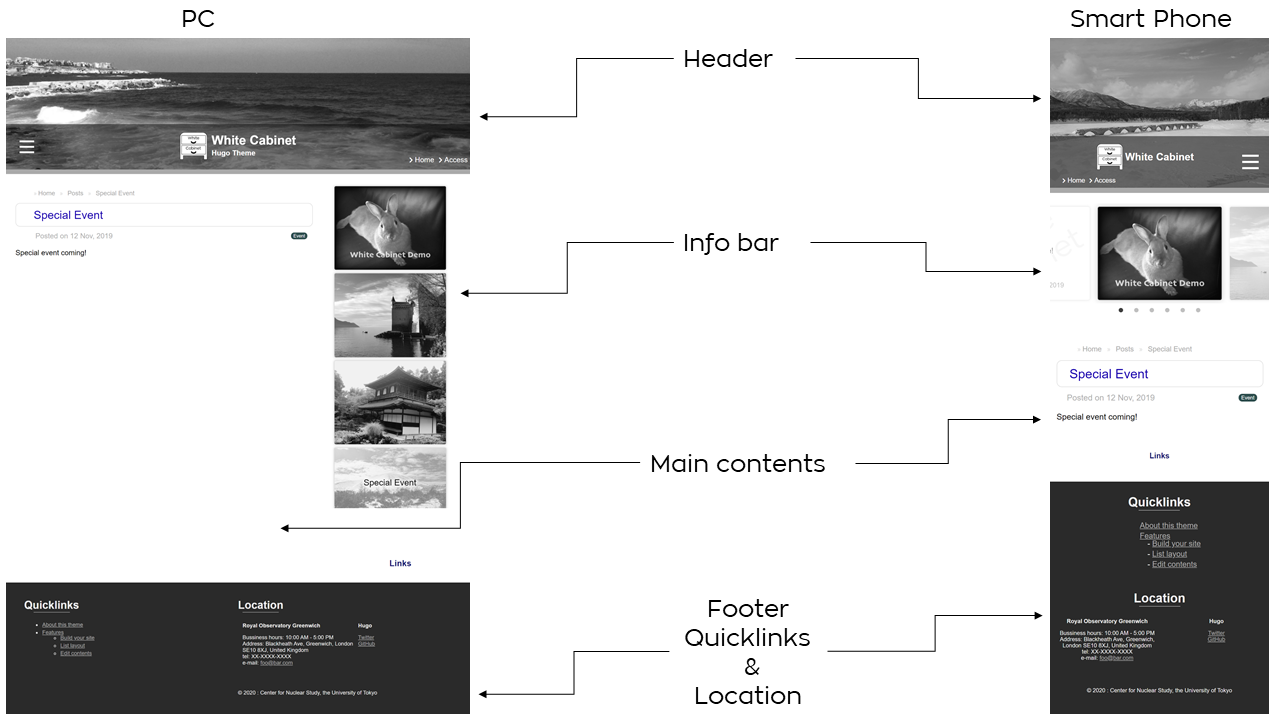 PC
Smart Phone
Header
Info bar
Main contents
Footer
Quicklinks
&
Location
White
Cabinet
White Cabinet
Hugo Theme
Home Access
Home » Posts » Special Event
Special Event
Posted on 12 Nov, 2019
Event
Special event coming!
White Cabinet Demo
Special Event
Links
Quicklinks
About this theme
Features
Build your site
List layout
Edit contents
Location
Royal Observatory Greenwich
Bussiness hours: 10:00 AM - 5:00 PM
Address: Blackheath Ave, Greenwich, London
SE10 8XJ, United Kingdom
tel: XX-XXXX-XXXX
e-mail: foo@bar.com
Hugo
Twitter
GitHub
© 2020 : Center for Nuclear Study, the University of Tokyo
White
Cabinet
White Cabinet
Home Access
2019
White Cabinet Demo
Home » Posts » Special Event
Special Event
Posted on 12 Nov, 2019
Event
Special event coming!
Links
Quicklinks
About this theme
Features
- Build your site
- List layout
- Edit contents
Location
Royal Observatory Greenwich
Bussiness hours: 10:00 AM - 5:00 PM
Address: Blackheath Ave, Greenwich,
London SE10 8XJ, United Kingdom
tel: XX-XXXX-XXXX
e-mail: foo@bar.com
Hugo
Twitter
GitHub
© 2020 : Center for Nuclear Study, the University of Tokyo